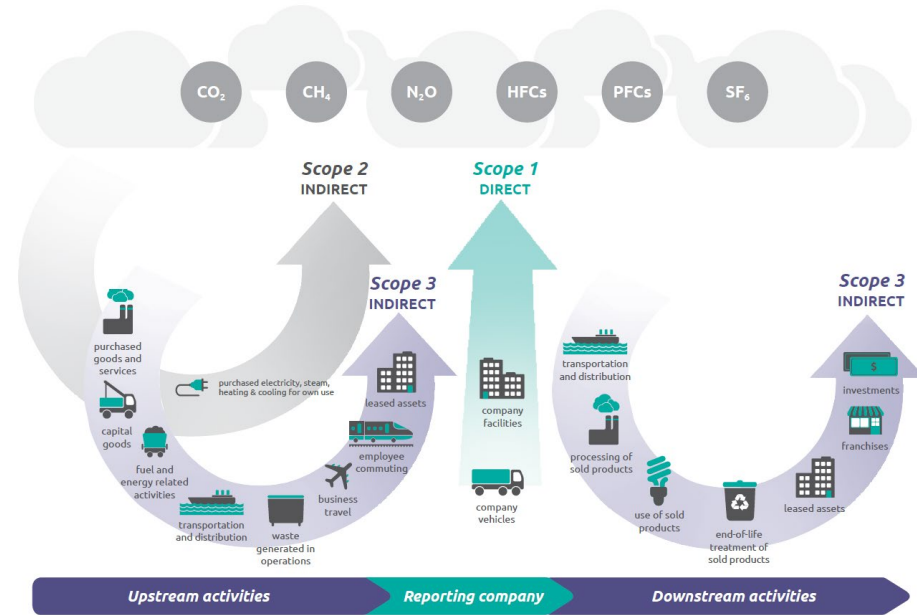 CO₂
CH₄
N₂O
HFCs
PFCs
SF₆
Scope 2
INDIRECT
Scope 1
DIRECT
Scope 3
INDIRECT
Scope 3
INDIRECT
purchased
goods and
services
capital
goods
fuel and
energy related
activities
purchased electricity, steam,
heating & cooling for own use
transportation
and distribution
waste
generated in
operations
business
travel
employee
commuting
leased assets
company
facilities
company
vehicles
transportation
and distribution
processing of
sold products
use of sold
products
end-of-life
treatment of
sold products
leased assets
franchises
$
investments
Upstream activities
Reporting company
Downstream activities